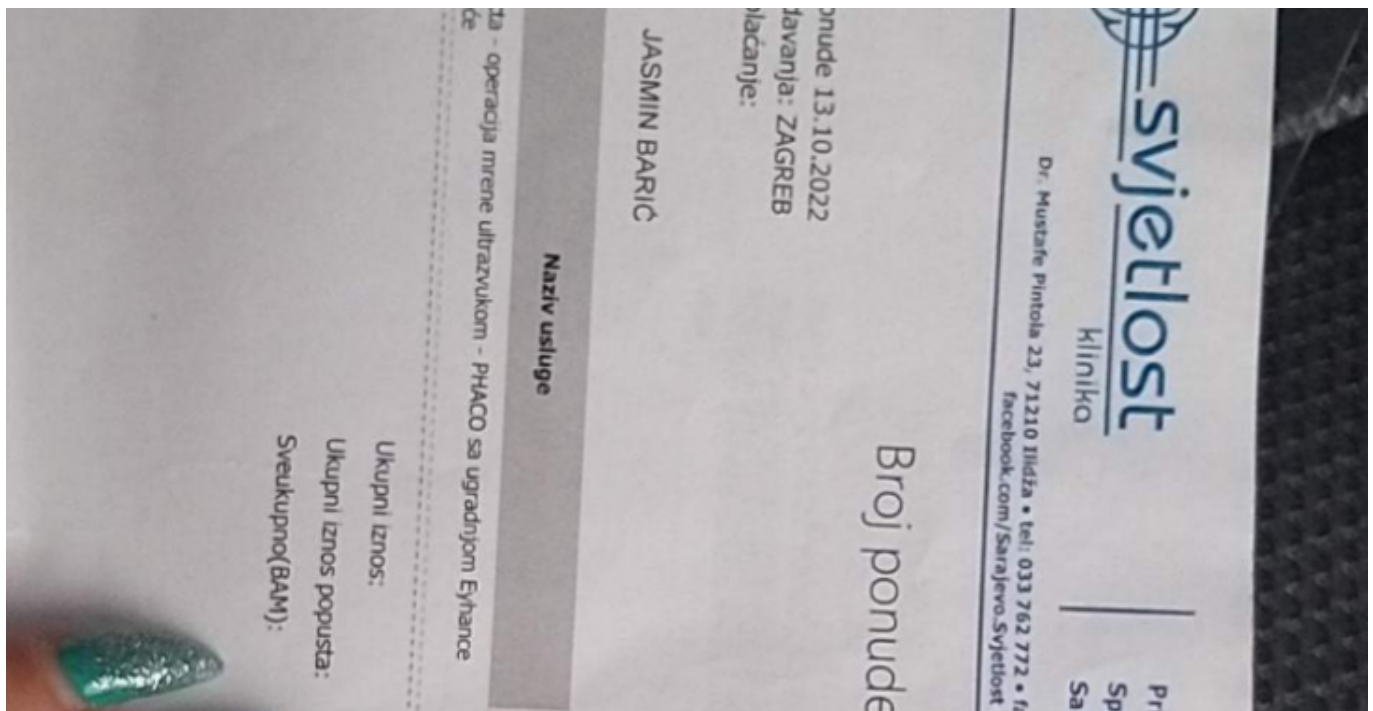 svjetlost
klinika
Pr
Sp
Sa
Dr. Mustafe Pintola 23, 71210 Ilidža • tel: 033 762 772 • f
facebook.com/Sarajevo.Svjetlost
Broj ponude
onude 13.10.2022
davanja: ZAGREB
plaćanje:
JASMIN BARIĆ
Naziv usluge
ta - operacija mrene ultrazvukom - PHACO sa ugradnjom Eyhance
će
Ukupni iznos:
Ukupni iznos popusta:
Sveukupno(BAM):